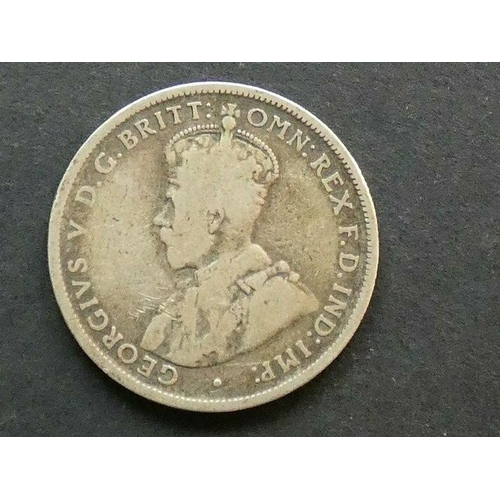 GEORGIVS V D.G. BRITT: OMN: REX F.D. IND: IMP: